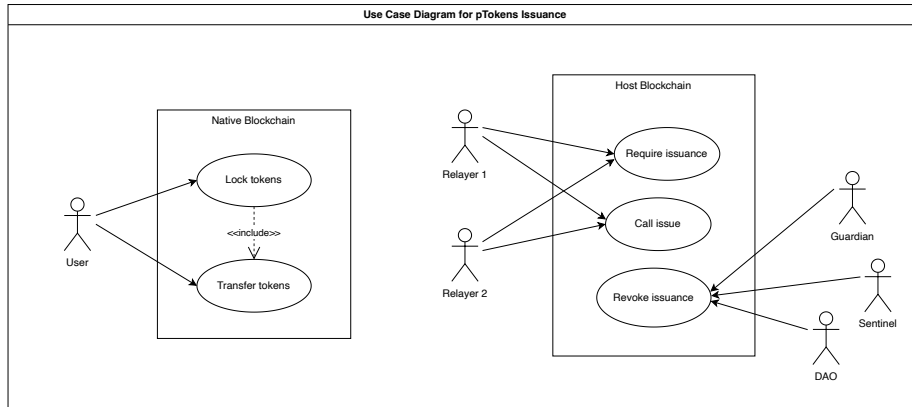 Use Case Diagram for pTokens Issuance
Native Blockchain
Lock tokens
<<include>>
Transfer tokens
User
Host Blockchain
Relayer 1
Require issuance
Call issue
Relayer 2
Revoke issuance
Guardian
Sentinel
DAO